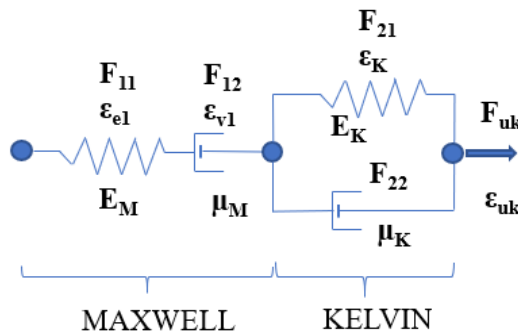 F21
εK
F11
εe1
F12
εv1
EK
Fuk
EM
μM
F22
μK
εuk
MAXWELL
KELVIN